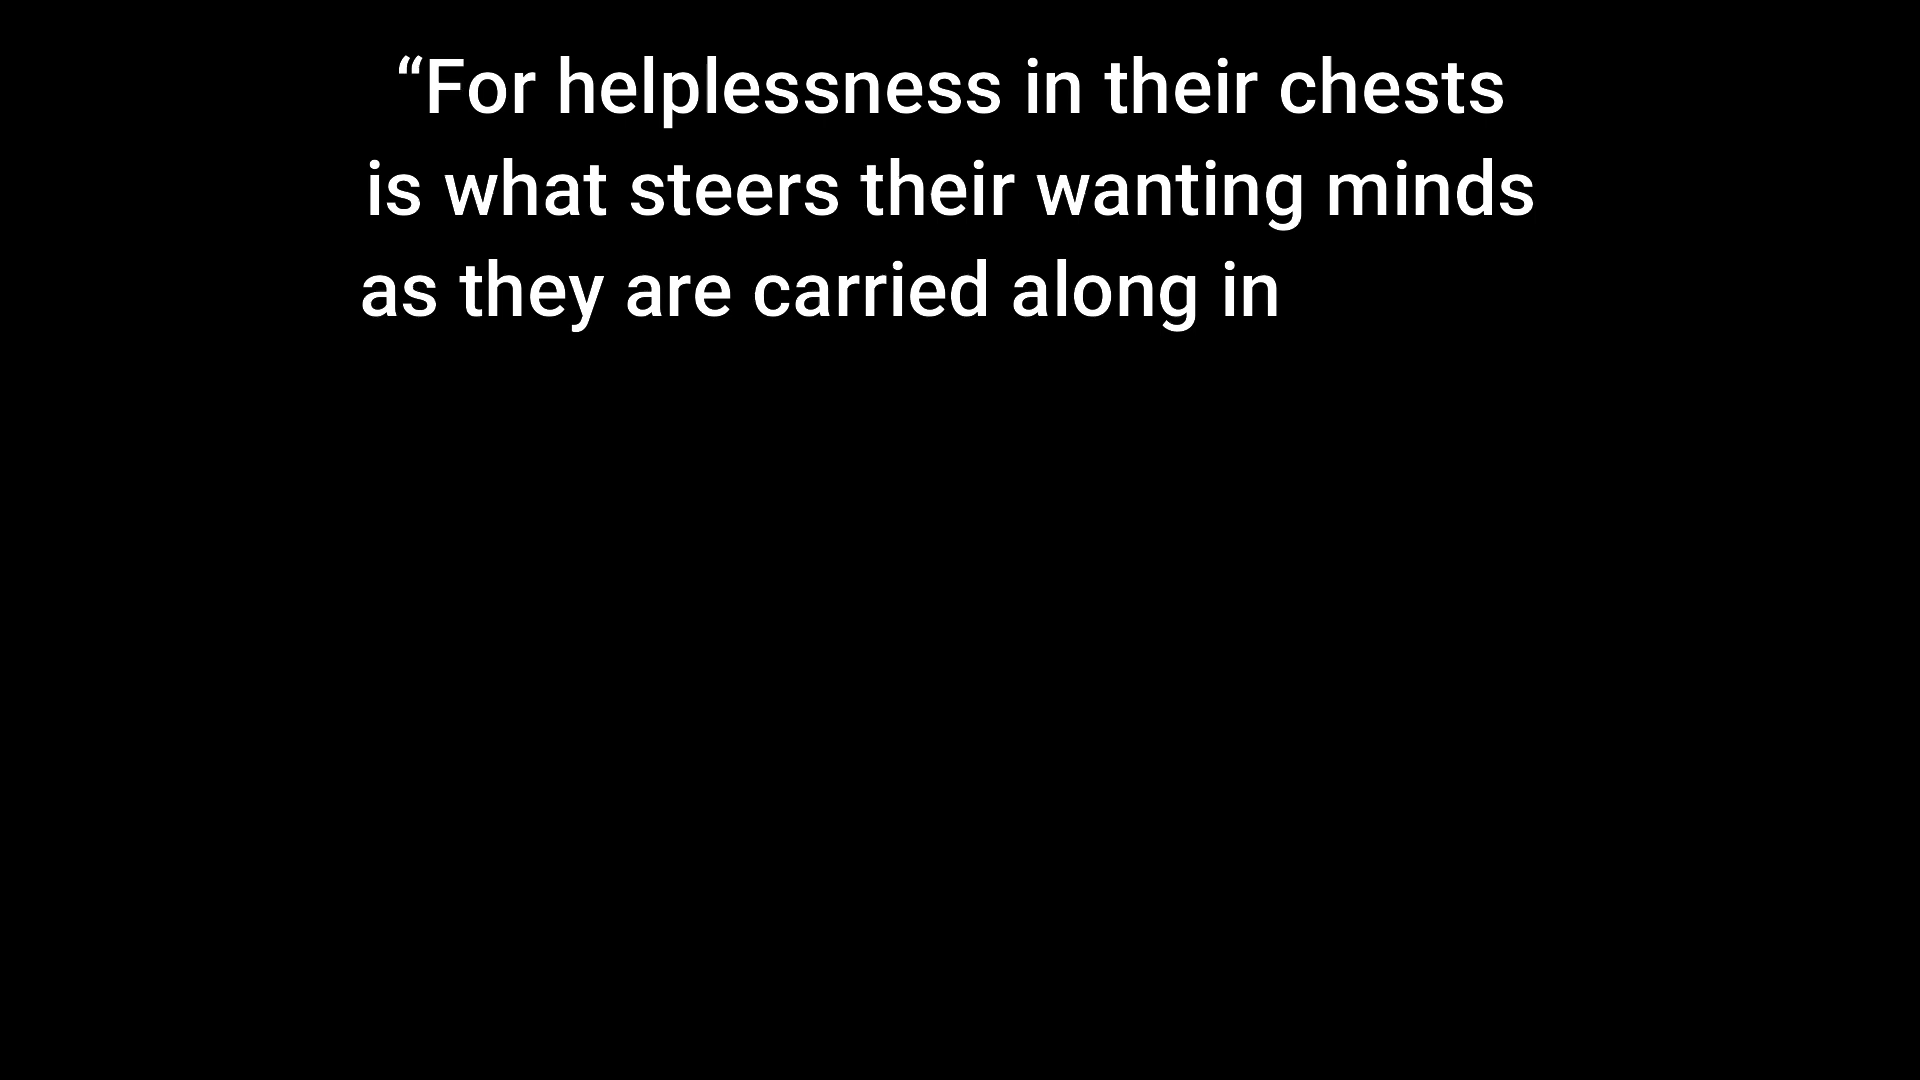 “For helplessness in their chests
is what steers their wanting minds
as they are carried along in